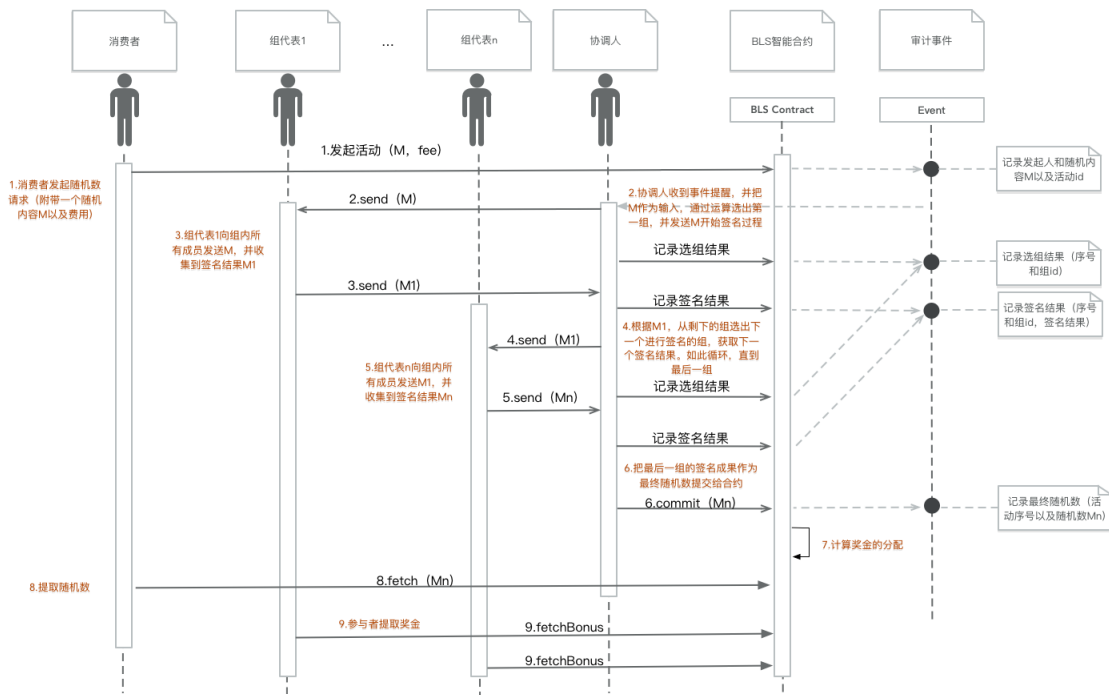 消费者
组代表1
...
组代表n
协调人
BLS智能合约
审计事件
BLS Contract
Event
1.发起活动（M，fee）
记录发起人和随机内
容M以及活动id
1.消费者发起随机数
请求（附带一个随机
内容M以及费用）
2.send（M）
2.协调人收到事件提醒，并把
M作为输入，通过运算选出第
一组，并发送M开始签名过程
3.组代表1向组内所
有成员发送M，并收
集到签名结果M1
记录选组结果
记录选组结果（序号
和组id）
3.send（M1）
记录签名结果
记录签名结果（序号
和组id，签名结果）
4.send（M1）
4.根据M1，从剩下的组选出下
一个进行签名的组，获取下一
个签名结果。如此循环，直到
最后一组
5.组代表n向组内所
有成员发送M1，并
收集到签名结果Mn
记录选组结果
5.send（Mn）
记录签名结果
6.把最后一组的签名成果作为
最终随机数提交给合约
6.commit（Mn）
记录最终随机数（活
动序号以及随机数Mn）
7.计算奖金的分配
8.提取随机数
8.fetch（Mn）
9.参与者提取奖金
9.fetchBonus
9.fetchBonus